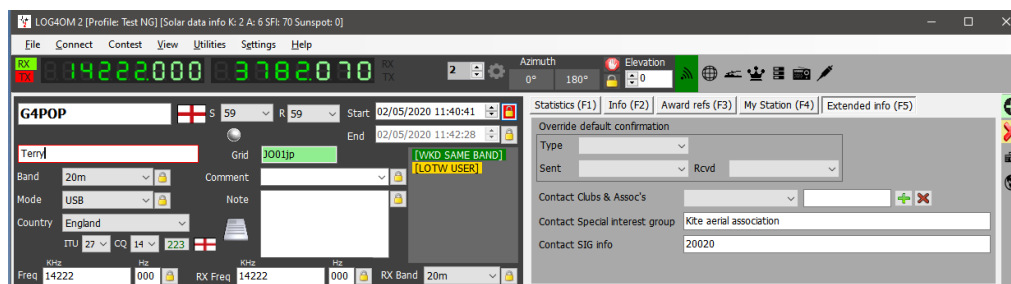 LOG4OM 2 [Profile: Test NG] [Solar data info K: 2 A: 6 SFI: 70 Sunspot: 0]
File Connect Contest View Utilities Settings Help
RX 14222.000 3782.070 RX
TX TX
2
Azimuth
0° 180°
Elevation
0
G4POP
S 59 R 59 Start 02/05/2020 11:40:41
End 02/05/2020 11:42:28
Terry
Grid JO01jp
[WKD SAME BAND]
[LOTW USER]
Band 20m
Comment
Mode USB
Note
Country England
ITU 27 CQ 14 223
KHz Hz KHz Hz
Freq 14222 000 RX Freq 14222 000 RX Band 20m
Statistics (F1) Info (F2) Award refs (F3) My Station (F4) Extended info (F5)
Override default confirmation
Type
Sent Rcvd
Contact Clubs & Assoc's
Contact Special interest group Kite aerial association
Contact SIG info 20020